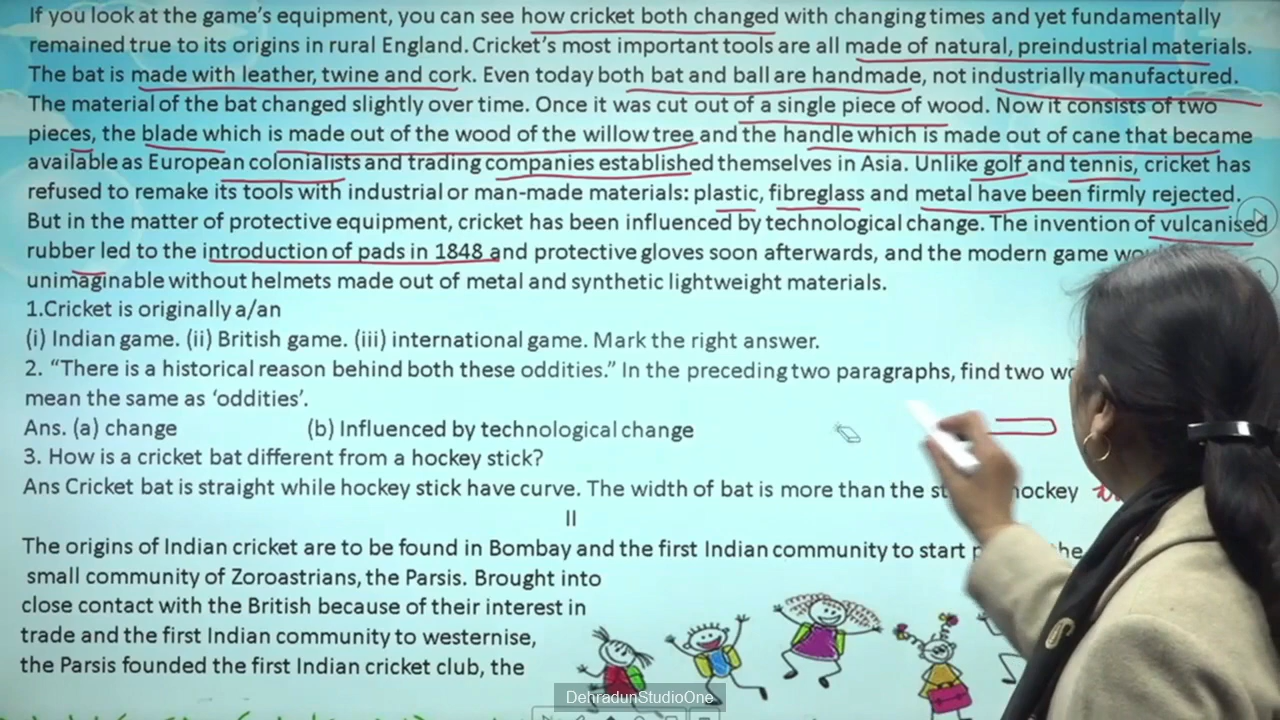 If you look at the game's equipment, you can see how cricket both changed with changing times and yet fundamentally
remained true to its origins in rural England. Cricket's most important tools are all made of natural, preindustrial materials.
The bat is made with leather, twine and cork. Even today both bat and ball are handmade, not industrially manufactured.
The material of the bat changed slightly over time. Once it was cut out of a single piece of wood. Now it consists of two
pieces, the blade which is made out of the wood of the willow tree and the handle which is made out of cane that became
available as European colonialists and trading companies established themselves in Asia. Unlike golf and tennis, cricket has
refused to remake its tools with industrial or man-made materials: plastic, fibreglass and metal have been firmly rejected.
But in the matter of protective equipment, cricket has been influenced by technological change. The invention of vulcanised
rubber led to the introduction of pads in 1848 and protective gloves soon afterwards, and the modern game
unimaginable without helmets made out of metal and synthetic lightweight materials.
1.Cricket is originally a/an
(i) Indian game. (ii) British game. (iii) international game. Mark the right answer.
2. "There is a historical reason behind both these oddities." In the preceding two paragraphs, find two
mean the same as 'oddities'.
Ans. (a) change (b) Influenced by technological change
3. How is a cricket bat different from a hockey stick?
Ans Cricket bat is straight while hockey stick have curve. The width of bat is more than the hockey
II
The origins of Indian cricket are to be found in Bombay and the first Indian community to start
small community of Zoroastrians, the Parsis. Brought into
close contact with the British because of their interest in
trade and the first Indian community to westernise,
the Parsis founded the first Indian cricket club, the
DehradunStudioOne